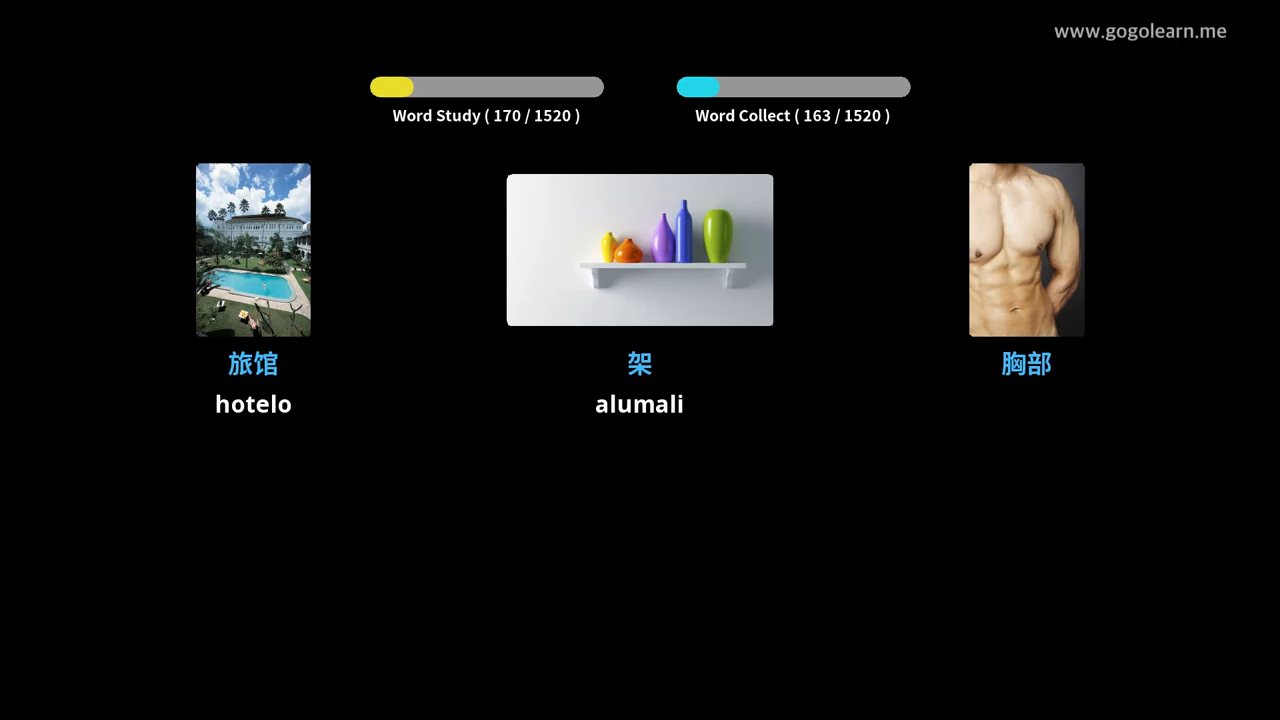 www.gogolearn.me
Word Study ( 170 / 1520 )
Word Collect ( 163 / 1520 )
旅馆
架
胸部
hotelo
alumali